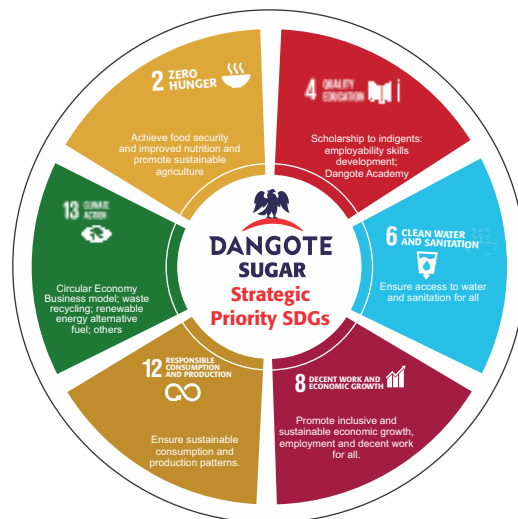 2 ZERO
HUNGER
Achieve food security
and improved nutrition and
promote sustainable
agriculture
4 QUALITY
EDUCATION
Scholarship to indigents:
employability skills
development;
Dangote Academy
6 CLEAN WATER
AND SANITATION
Ensure access to water
and sanitation for all
8 DECENT WORK AND
ECONOMIC GROWTH
Promote inclusive and
sustainable economic growth,
employment and decent work
for all.
12 RESPONSIBLE
CONSUMPTION
AND PRODUCTION
Ensure sustainable
consumption and
production patterns.
13 CLIMATE
ACTION
Circular Economy
Business model; waste
recycling; renewable
energy alternative
fuel; others
DANGOTE
SUGAR
Strategic
Priority SDGs